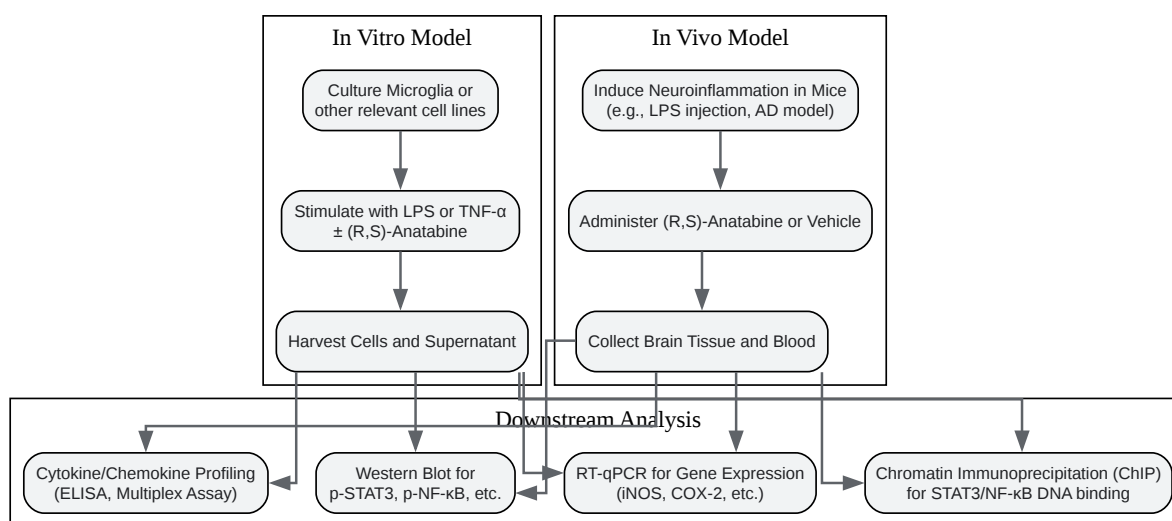 In Vitro Model
Culture Microglia or
other relevant cell lines
Stimulate with LPS or TNF-α
± (R,S)-Anatabine
Harvest Cells and Supernatant
In Vivo Model
Induce Neuroinflammation in Mice
(e.g., LPS injection, AD model)
Administer (R,S)-Anatabine or Vehicle
Collect Brain Tissue and Blood
Downstream Analysis
Cytokine/Chemokine Profiling
(ELISA, Multiplex Assay)
Western Blot for
p-STAT3, p-NF-κB, etc.
RT-qPCR for Gene Expression
(iNOS, COX-2, etc.)
Chromatin Immunoprecipitation (ChIP)
for STAT3/NF-κB DNA binding